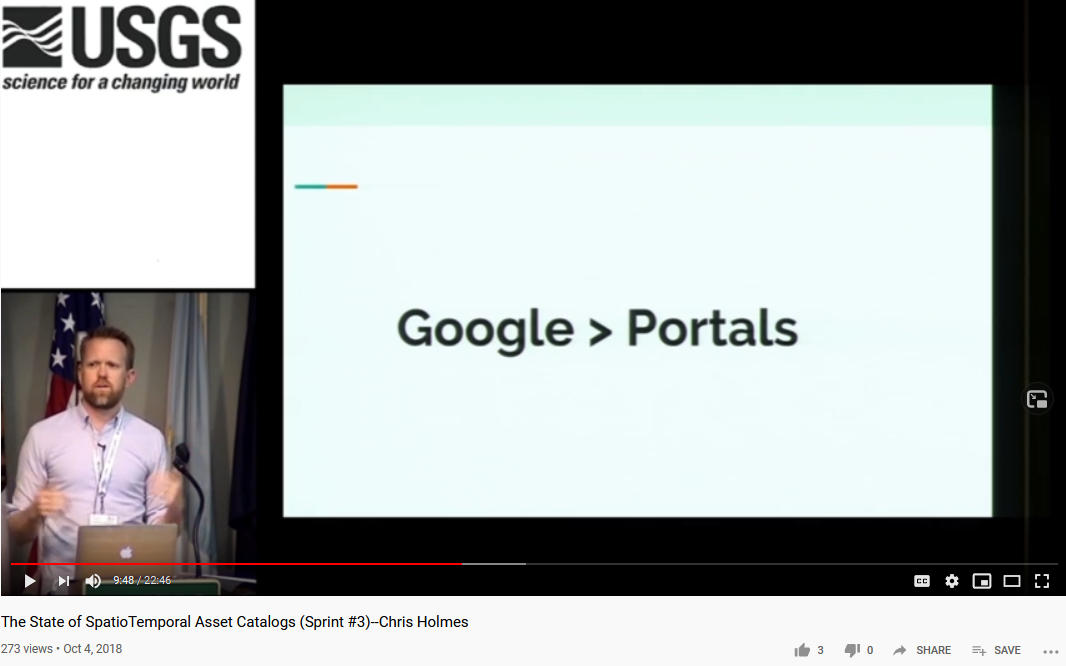 USGS
science for a changing world
Google > Portals
9:48 / 22:46
CC
The State of SpatioTemporal Asset Catalogs (Sprint #3)--Chris Holmes
273 views • Oct 4, 2018
3
0
SHARE
SAVE